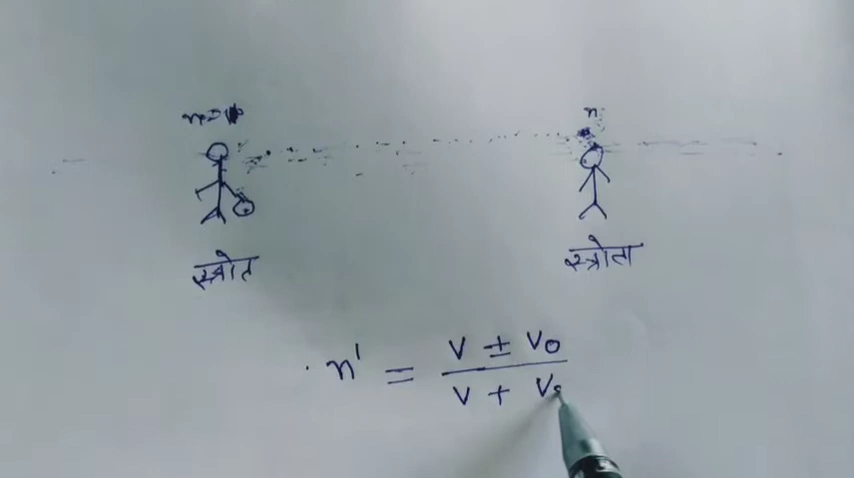 n
स्त्रोत स्त्रोता
n' = V ± V₀
V + Vₛ